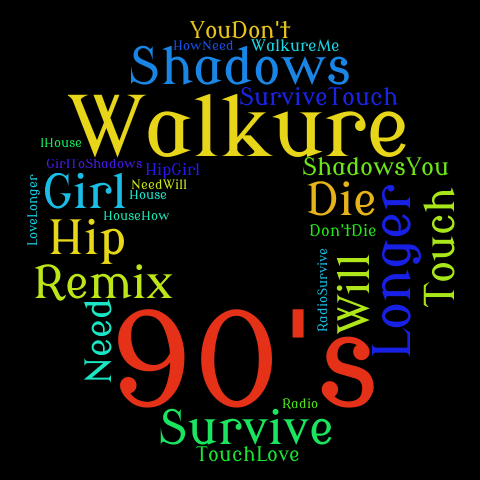 YouDon't
HowNeed
WalkureMe
Shadows
SurviveTouch
Walkure
1House
GirlToShadows
HipGirl
ShadowsYou
NeedWill
Girl
House
Die
LoveLonger
HouseHow
Longer
Touch
Hip
Don'tDie
RadioSurvive
Will
Remix
Need
90's
Radio
Survive
TouchLove